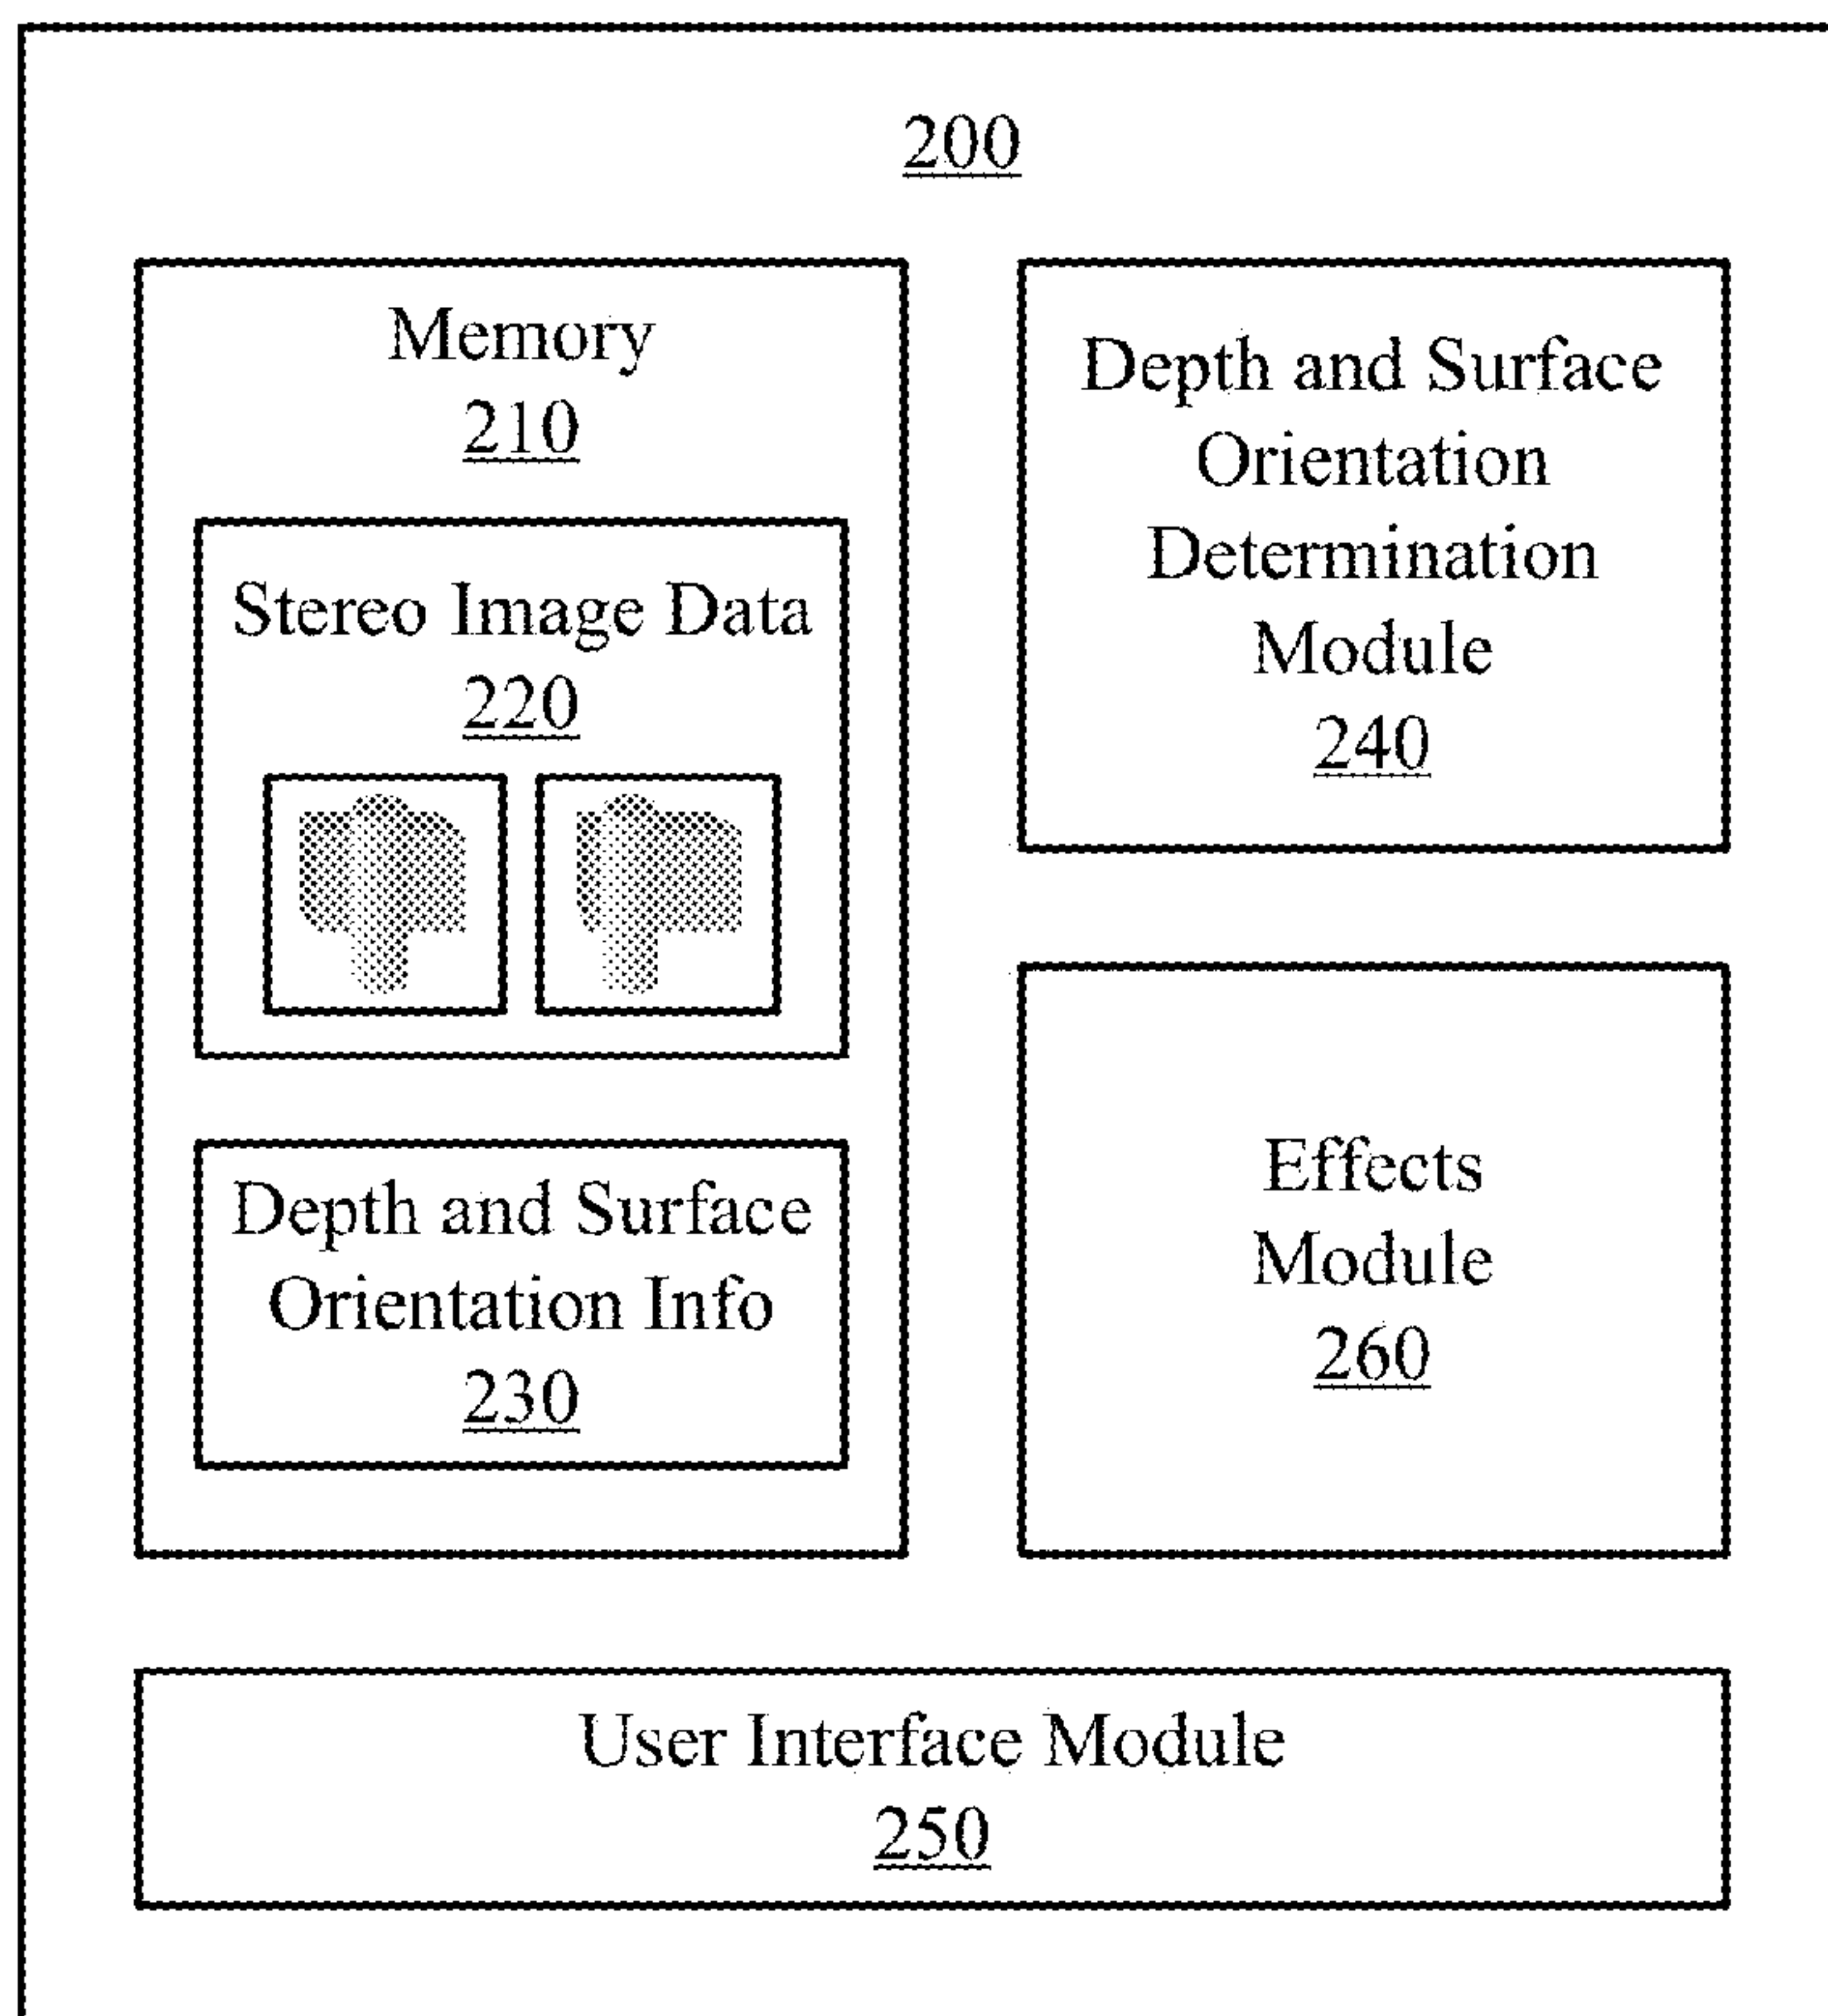 200
Memory
210
Stereo Image Data
220
Depth and Surface
Orientation Info
230
Depth and Surface
Orientation
Determination
Module
240
Effects
Module
260
User Interface Module
250